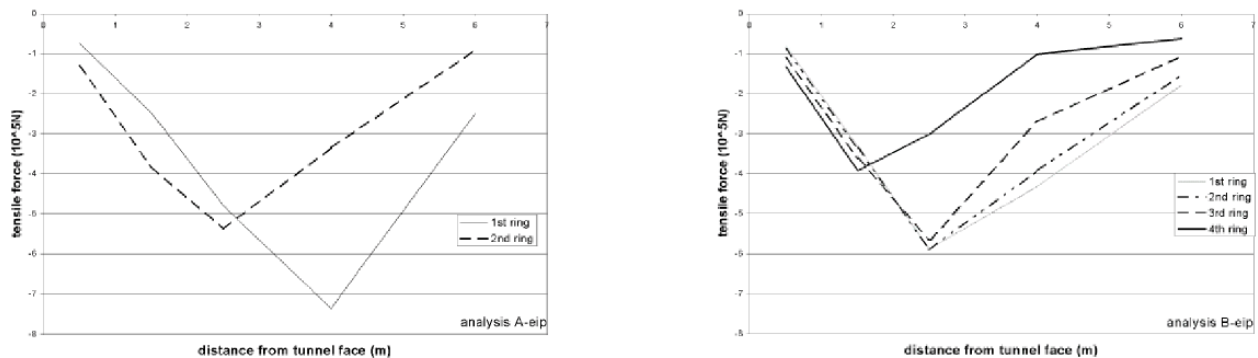 0
0 1 2 3 4 5 6 7
-1
-2
-3
-4
-5
-6
-7
-8
tensile force (10^5N)
1st ring
2nd ring
analysis A-eip
distance from tunnel face (m)
0
0 1 2 3 4 5 6 7
-1
-2
-3
-4
-5
-6
-7
-8
tensile force (10^5N)
1st ring
2nd ring
3rd ring
4th ring
analysis B-eip
distance from tunnel face (m)